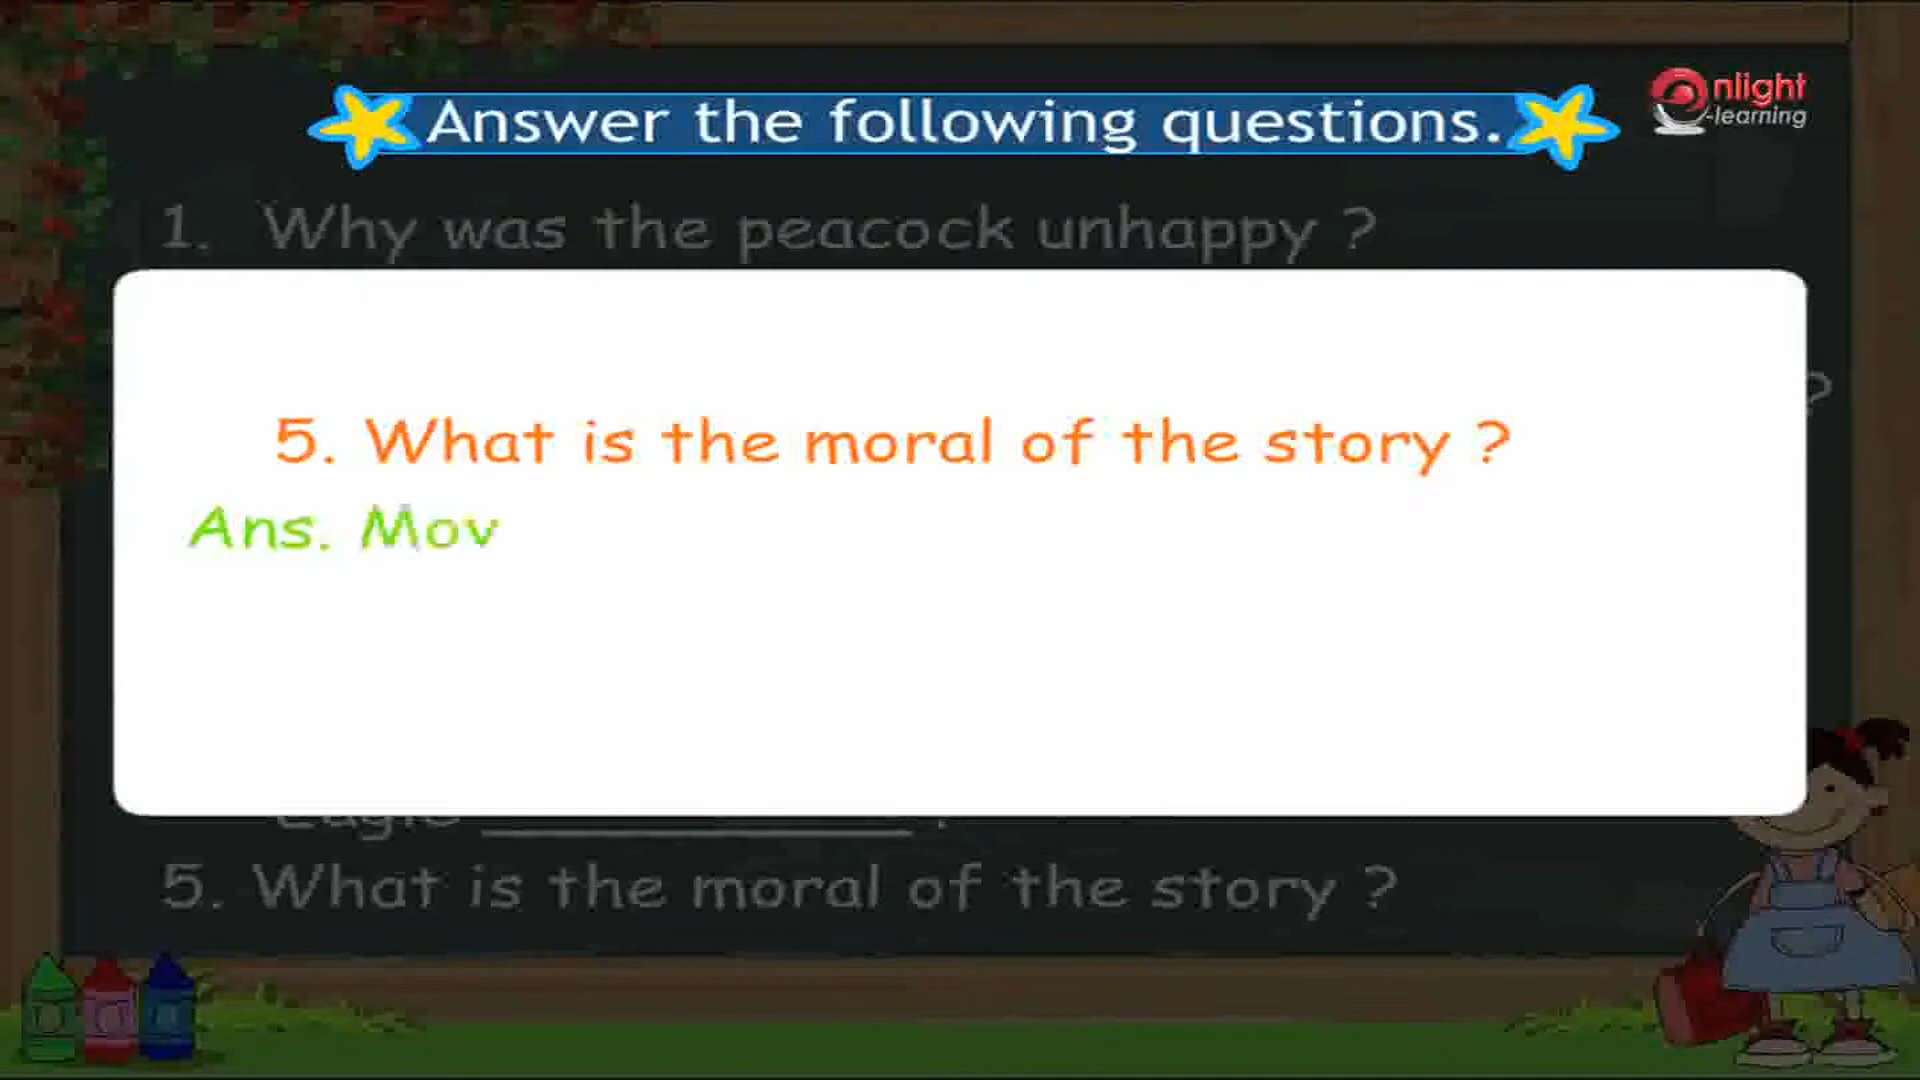 Answer the following questions.
nlight
-learning
1. Why was the peacock unhappy ?
?
5. What is the moral of the story ?
Ans. Mov
5. What is the moral of the story ?